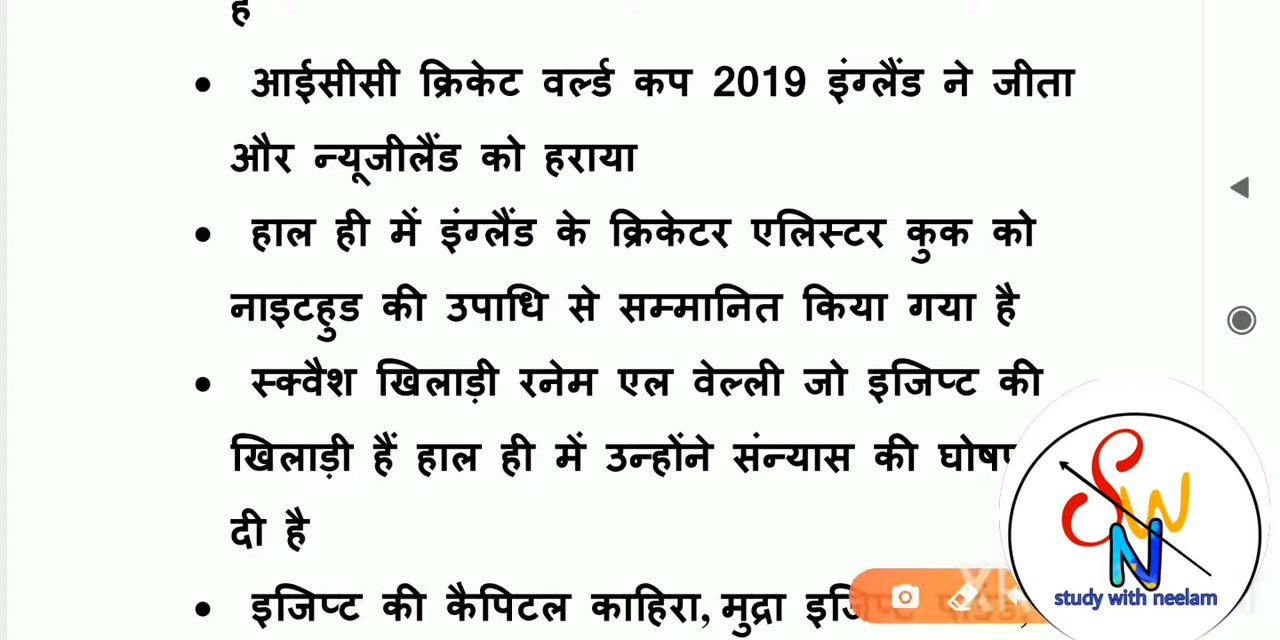 है
• आईसीसी क्रिकेट वर्ल्ड कप 2019 इंग्लैंड ने जीता
और न्यूजीलैंड को हराया
• हाल ही में इंग्लैंड के क्रिकेटर एलिस्टर कुक को
नाइटहुड की उपाधि से सम्मानित किया गया है
• स्क्वैश खिलाड़ी रनेम एल वेल्ली जो इजिप्ट की
खिलाड़ी हैं हाल ही में उन्होंने संन्यास की
दी है
• इजिप्ट की कैपिटल काहिरा, मुद्रा
SWN
study with neelam